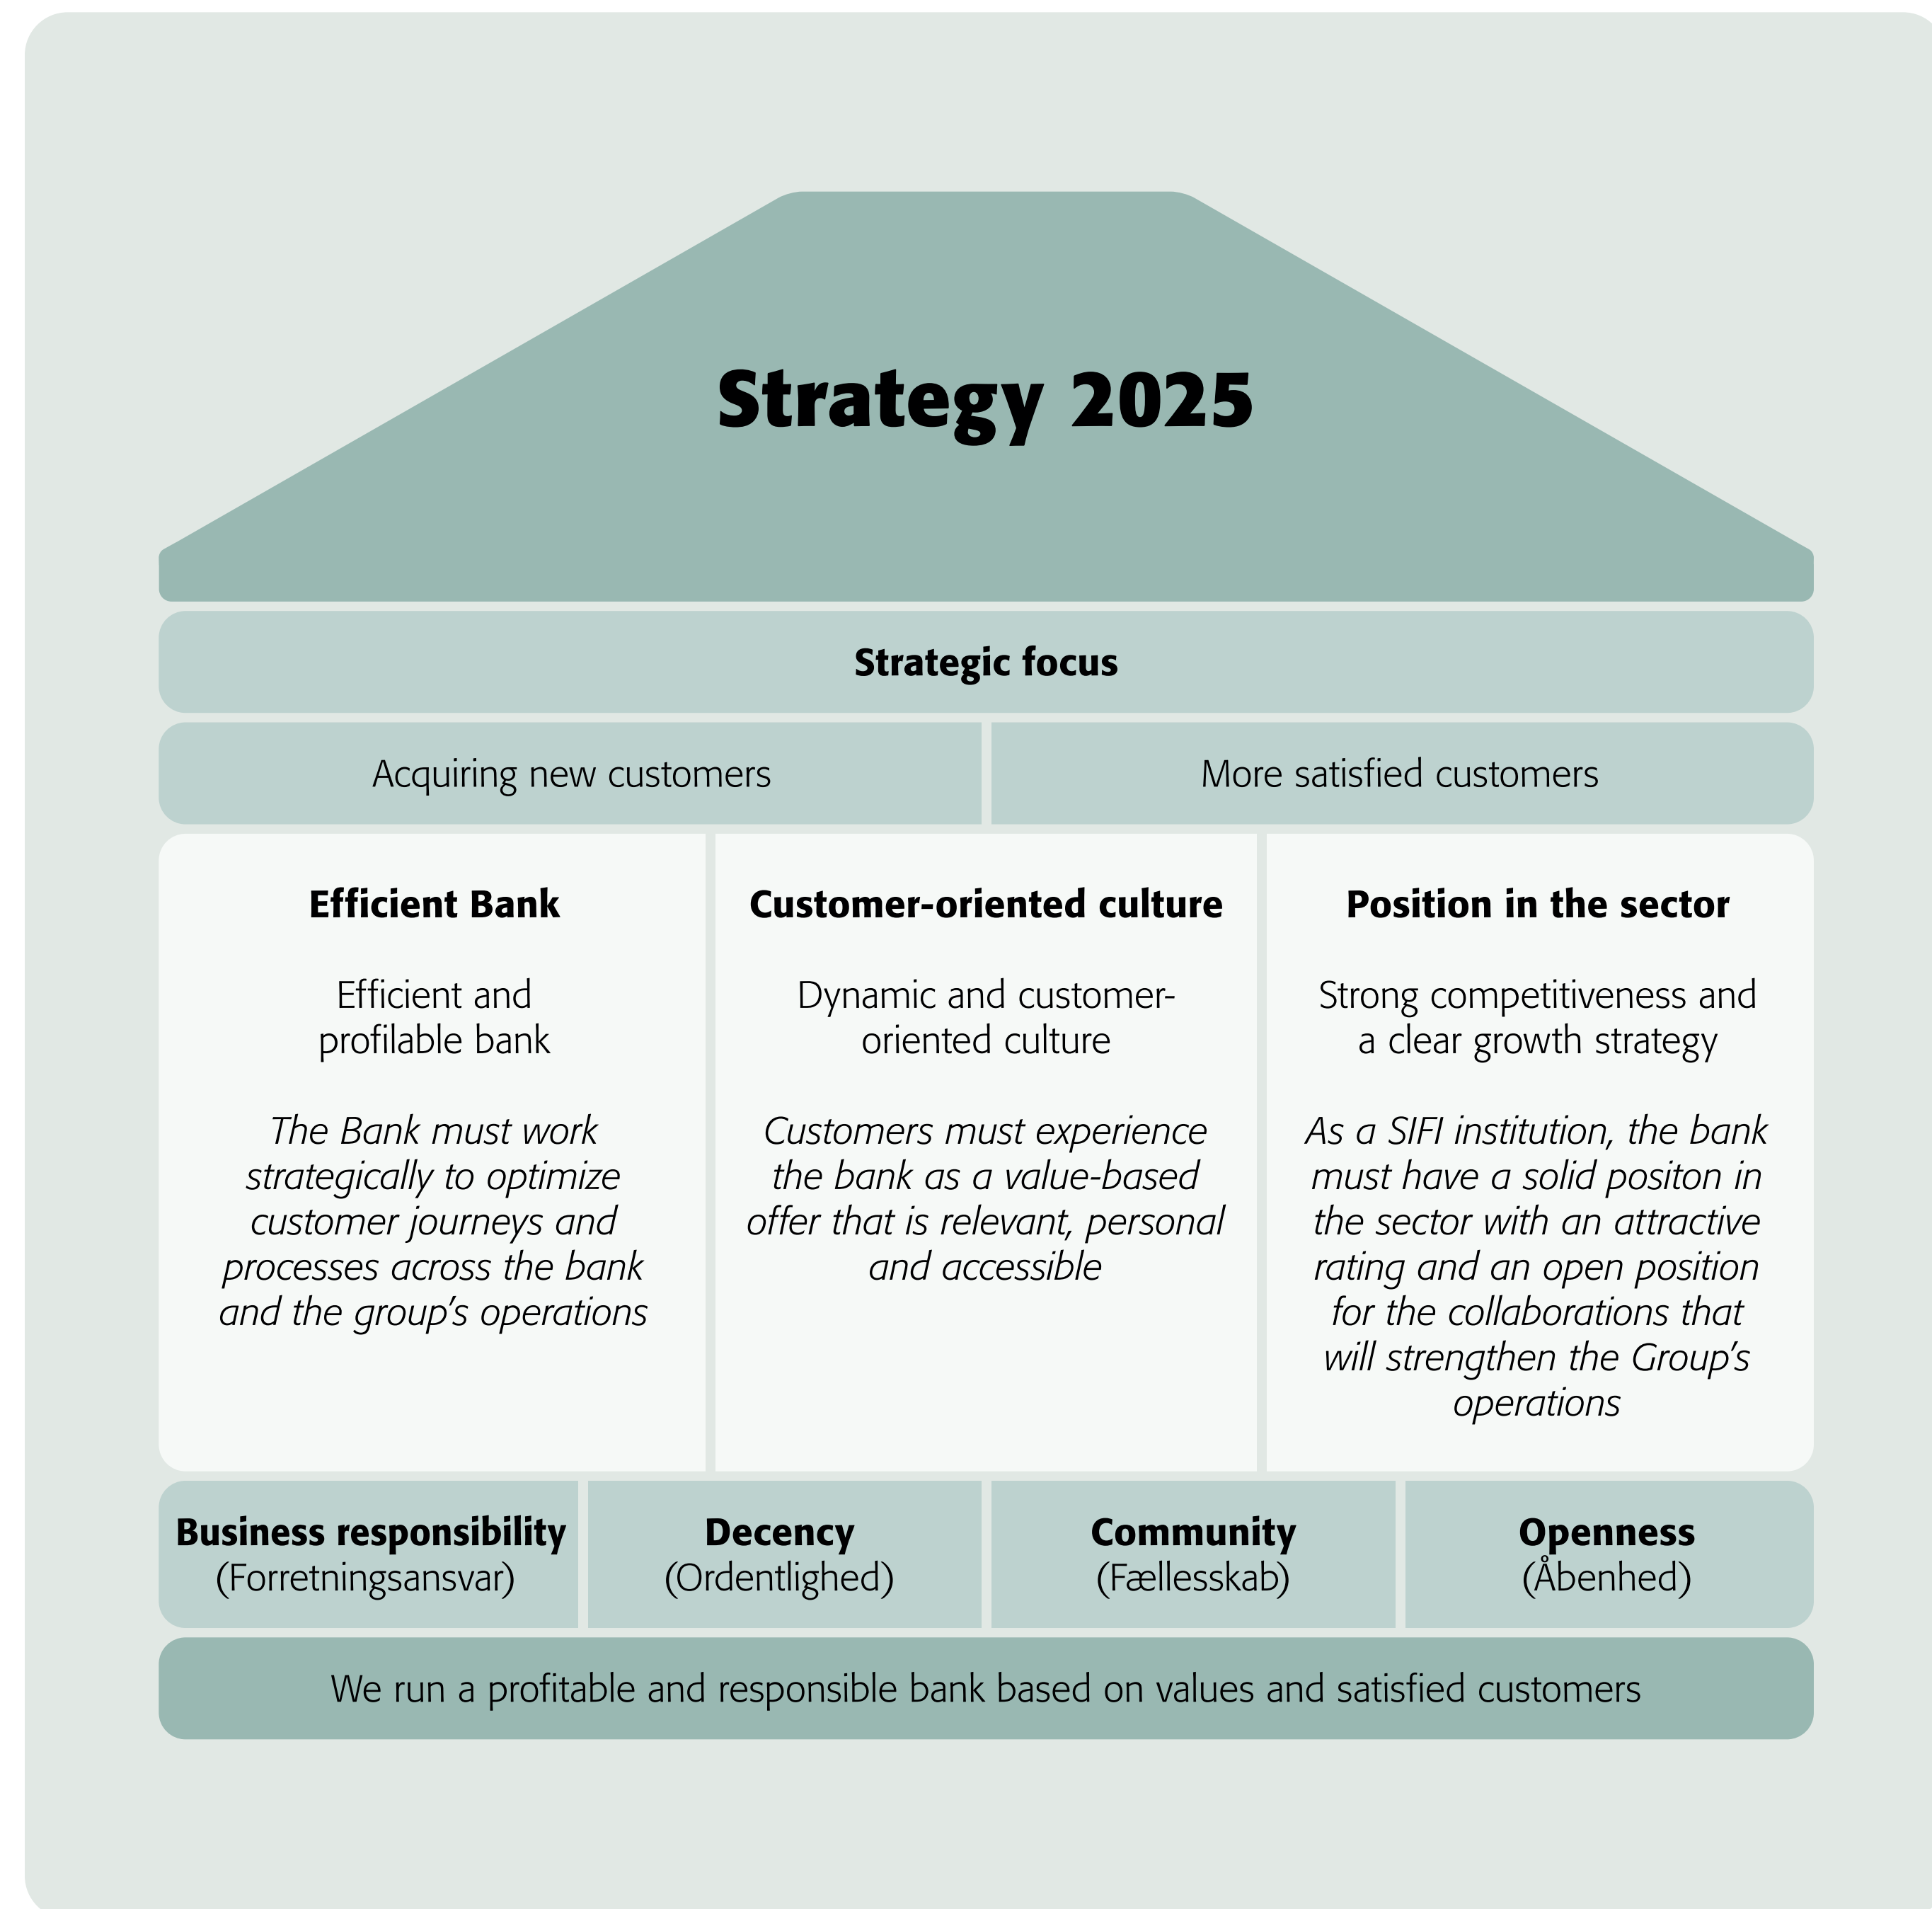 Strategy 2025
Strategic focus
Acquiring new customers
More satisfied customers
Efficient Bank
Efficient and
profilable bank
The Bank must work
strategically to optimize
customer journeys and
processes across the bank
and the group’s operations
Customer-oriented culture
Dynamic and customer-
oriented culture
Customers must experience
the bank as a value-based
offer that is relevant, personal
and accessible
Position in the sector
Strong competitiveness and
a clear growth strategy
As a SIFI institution, the bank
must have a solid positon in
the sector with an attractive
rating and an open position
for the collaborations that
will strengthen the Group’s
operations
Business responsibility
(Forretningsansvar)
Decency
(Ordentlighed)
Community
(Fællesskab)
Openness
(Åbenhed)
We run a profitable and responsible bank based on values and satisfied customers